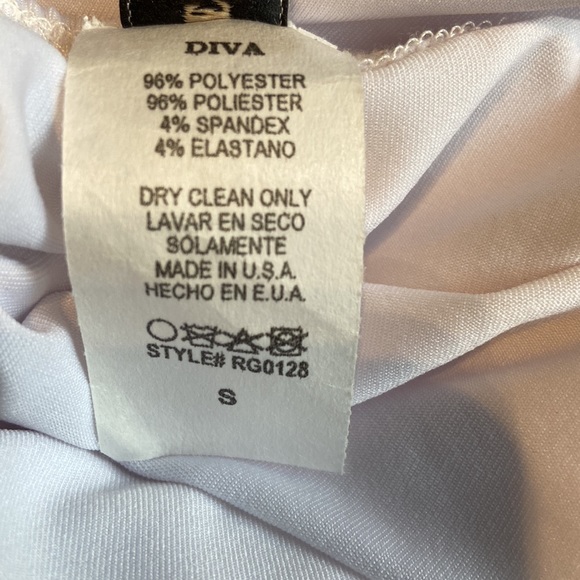 DIVA
96% POLYESTER
96% POLIESTER
4% SPANDEX
4% ELASTANO
DRY CLEAN ONLY
LAVAR EN SECO
SOLAMENTE
MADE IN U.S.A.
HECHO EN E.U.A.
STYLE# RG0128
S